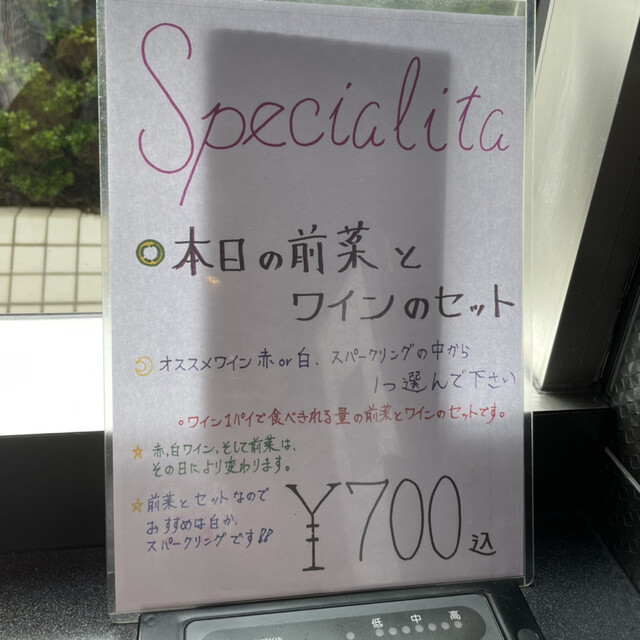 Specialita
本日の前菜と
ワインのセット
オススメワイン 赤 or 白、スパークリングの中から
1つ選んで下さい
。ワイン1パイで食べきれる量の前菜とワインのセットです。
☆ 赤、白ワイン、そして前菜は、
その日により変わります。
☆ 前菜とセットなので
おすすめは白か、
スパークリングです!!
¥700込
低 中 高